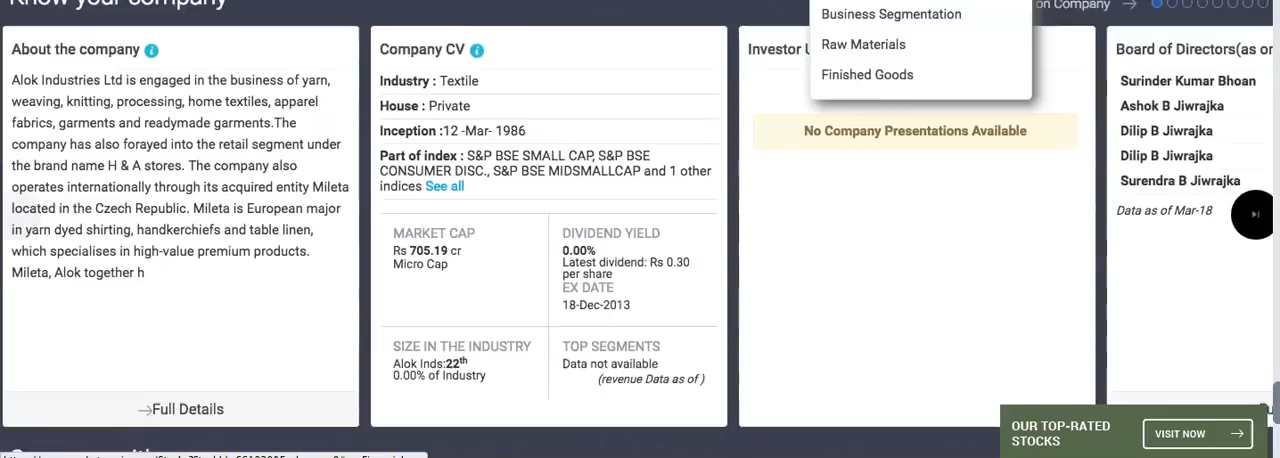 Know your company
on Company
Business Segmentation
Raw Materials
Finished Goods
About the company
Alok Industries Ltd is engaged in the business of yarn,
weaving, knitting, processing, home textiles, apparel
fabrics, garments and readymade garments.The
company has also forayed into the retail segment under
the brand name H & A stores. The company also
operates internationally through its acquired entity Mileta
located in the Czech Republic. Mileta is European major
in yarn dyed shirting, handkerchiefs and table linen,
which specialises in high-value premium products.
Mileta, Alok together h
→Full Details
Company CV
Industry : Textile
House : Private
Inception :12 -Mar- 1986
Part of index : S&P BSE SMALL CAP, S&P BSE
CONSUMER DISC., S&P BSE MIDSMALLCAP and 1 other
indices See all
MARKET CAP
Rs 705.19 cr
Micro Cap
DIVIDEND YIELD
0.00%
Latest dividend: Rs 0.30
per share
EX DATE
18-Dec-2013
SIZE IN THE INDUSTRY
Alok Inds:22th
0.00% of Industry
TOP SEGMENTS
Data not available
(revenue Data as of )
Investor
No Company Presentations Available
Board of Directors(as on
Surinder Kumar Bhoan
Ashok B Jiwrajka
Dilip B Jiwrajka
Dilip B Jiwrajka
Surendra B Jiwrajka
Data as of Mar-18
OUR TOP-RATED
STOCKS
VISIT NOW →